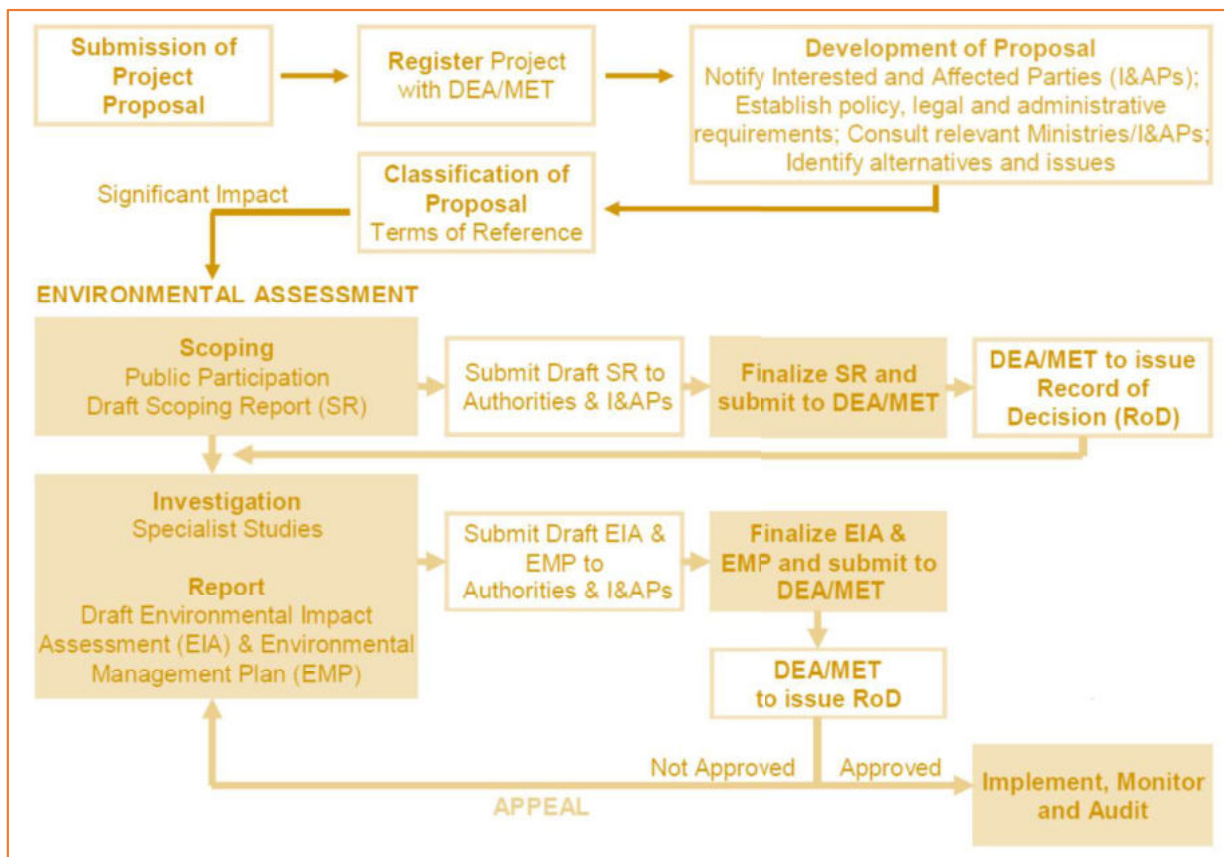 Submission of
Project
Proposal
Register Project
with DEA/MET
Development of Proposal
Notify Interested and Affected Parties (I&APs);
Establish policy, legal and administrative
requirements; Consult relevant Ministries/I&APs;
Identify alternatives and issues
Significant Impact
Classification of
Proposal
Terms of Reference
ENVIRONMENTAL ASSESSMENT
Scoping
Public Participation
Draft Scoping Report (SR)
Submit Draft SR to
Authorities & I&APs
Finalize SR and
submit to DEA/MET
DEA/MET to issue
Record of
Decision (RoD)
Investigation
Specialist Studies
Report
Draft Environmental Impact
Assessment (EIA) & Environmental
Management Plan (EMP)
Submit Draft EIA &
EMP to
Authorities & I&APs
Finalize EIA &
EMP and submit to
DEA/MET
DEA/MET
to issue RoD
Not Approved
Approved
APPEAL
Implement, Monitor
and Audit